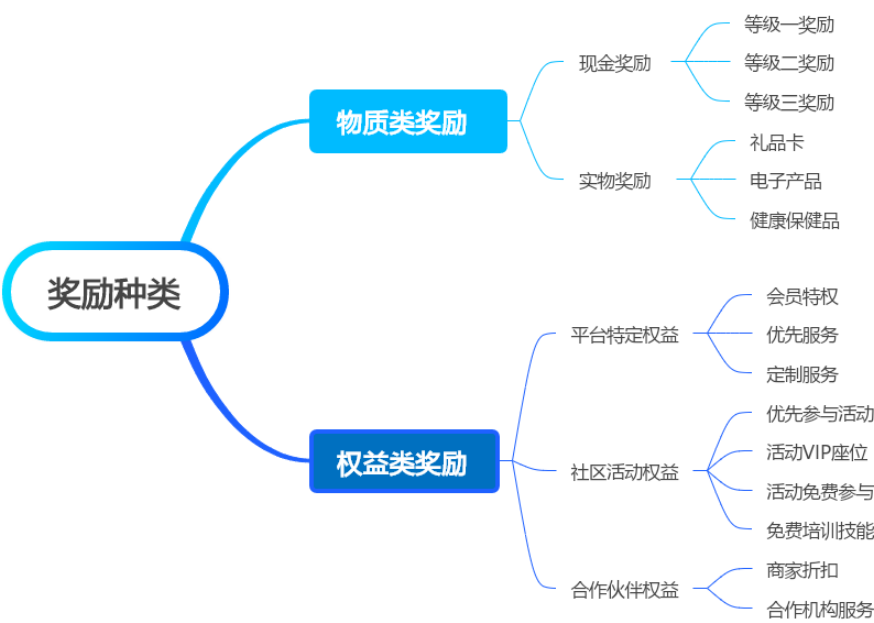 奖励种类
物质类奖励
现金奖励
等级一奖励
等级二奖励
等级三奖励
实物奖励
礼品卡
电子产品
健康保健品
权益类奖励
平台特定权益
会员特权
优先服务
定制服务
社区活动权益
优先参与活动
活动VIP座位
活动免费参与
免费培训技能
合作伙伴权益
商家折扣
合作机构服务